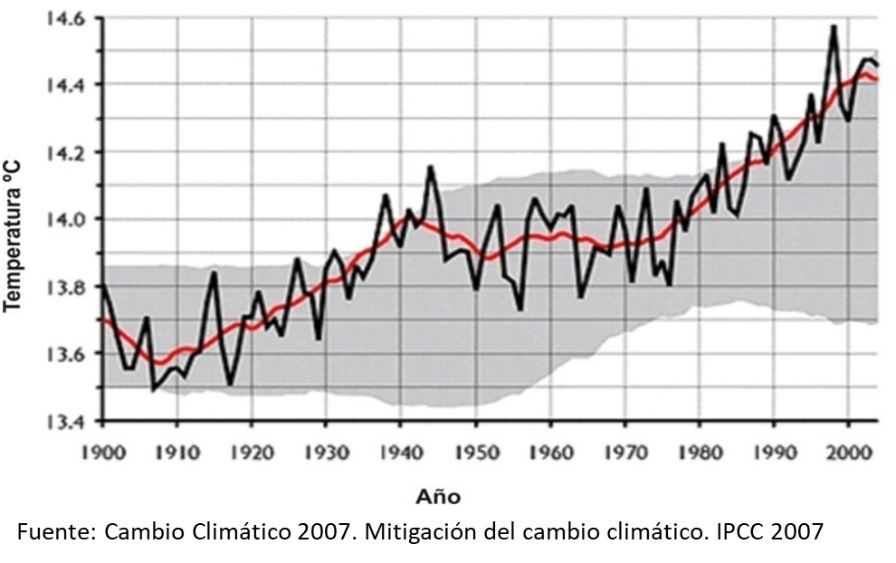 14.6
14.4
14.2
14.0
13.8
13.6
13.4
Temperatura ºC
1900 1910 1920 1930 1940 1950 1960 1970 1980 1990 2000
Año
Fuente: Cambio Climático 2007. Mitigación del cambio climático. IPCC 2007